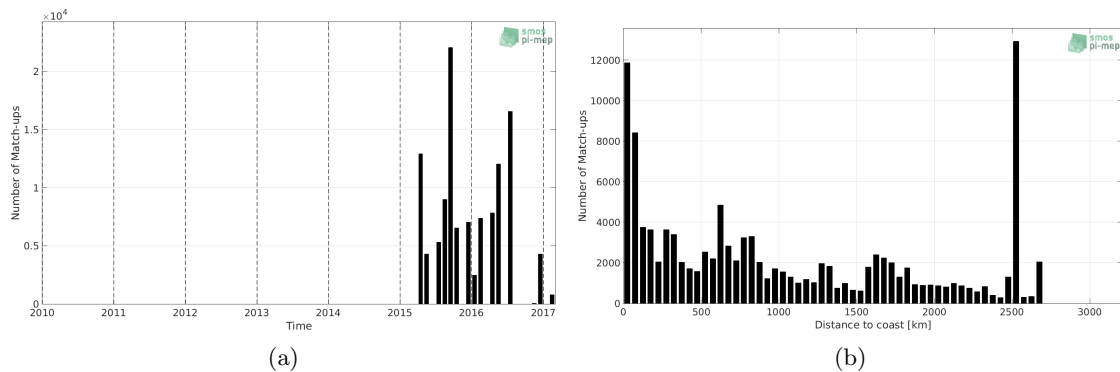 ×10⁴
smos
pi-mep
2
1.5
1
0.5
0
Number of Match-ups
2010 2011 2012 2013 2014 2015 2016 2017
Time
(a)
smos
pi-mep
12000
10000
8000
6000
4000
2000
0
Number of Match-ups
0 500 1000 1500 2000 2500 3000
Distance to coast [km]
(b)